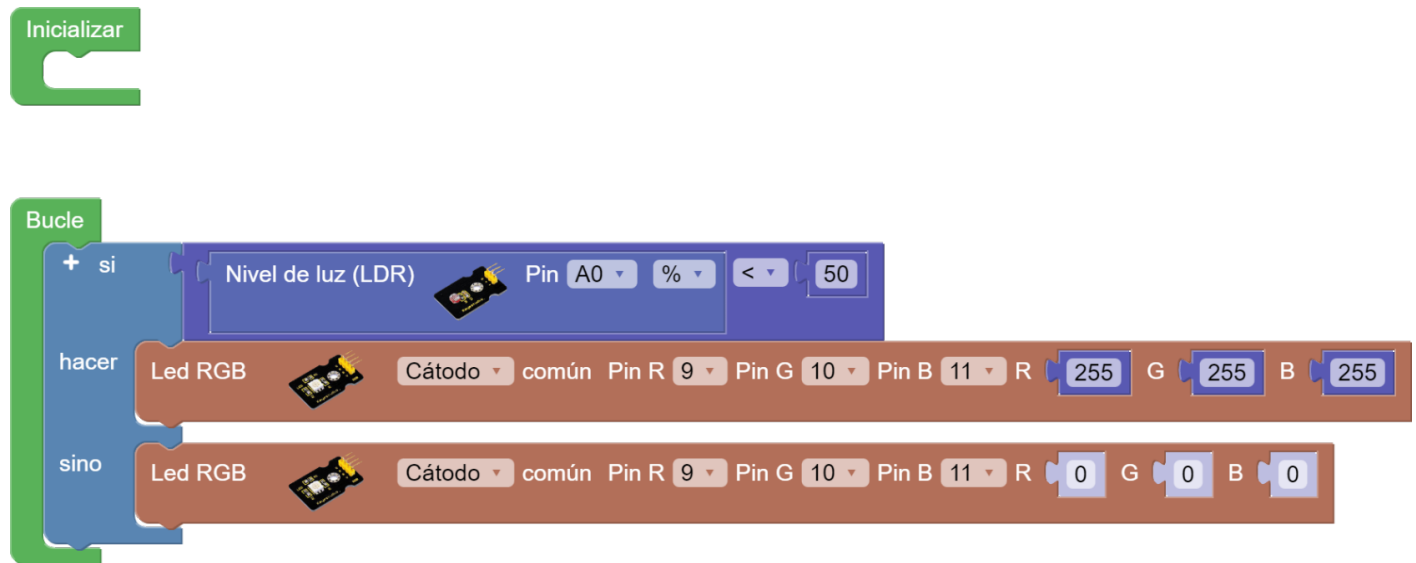 Inicializar
Bucle
+ si Nivel de luz (LDR) Pin A0 % < 50
hacer Led RGB Cátodo común Pin R 9 Pin G 10 Pin B 11 R 255 G 255 B 255
sino Led RGB Cátodo común Pin R 9 Pin G 10 Pin B 11 R 0 G 0 B 0